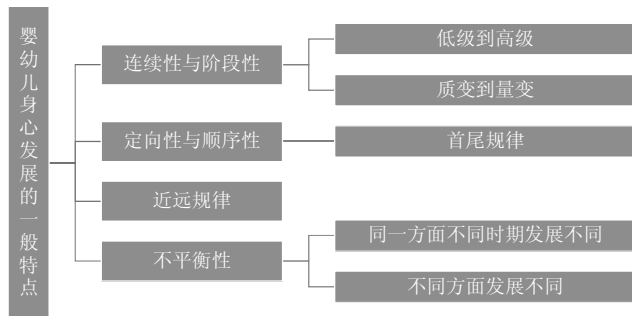 婴幼儿身心发展的一般特点
连续性与阶段性
低级到高级
质变到量变
定向性与顺序性
首尾规律
近远规律
不平衡性
同一方面不同时期发展不同
不同方面发展不同